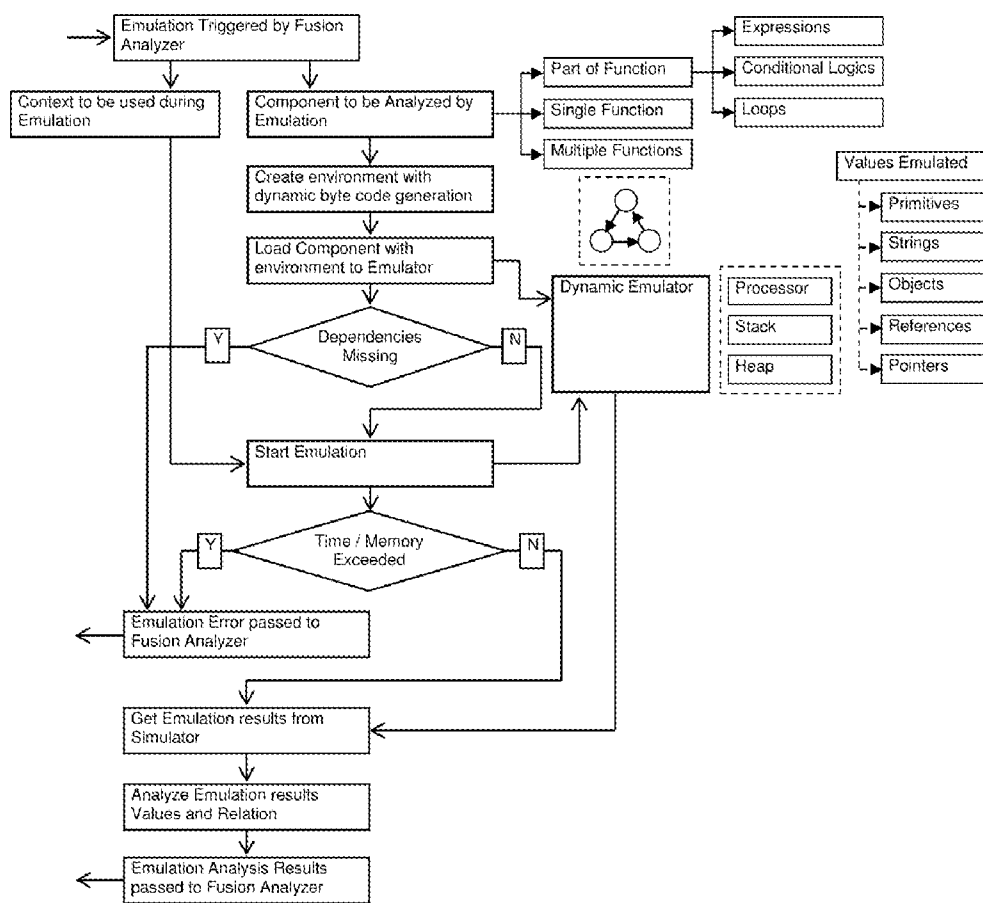 Emulation Triggered by Fusion
Analyzer
Context to be used during
Emulation
Component to be Analyzed by
Emulation
Part of Function
Single Function
Multiple Functions
Expressions
Conditional Logics
Loops
Create environment with
dynamic byte code generation
Load Component with
environment to Emulator
Values Emulated
Primitives
Strings
Objects
References
Pointers
Dynamic Emulator
Processor
Stack
Heap
Y
Dependencies
Missing
N
Start Emulation
Y
Time / Memory
Exceeded
N
Emulation Error passed to
Fusion Analyzer
Get Emulation results from
Simulator
Analyze Emulation results
Values and Relation
Emulation Analysis Results
passed to Fusion Analyzer